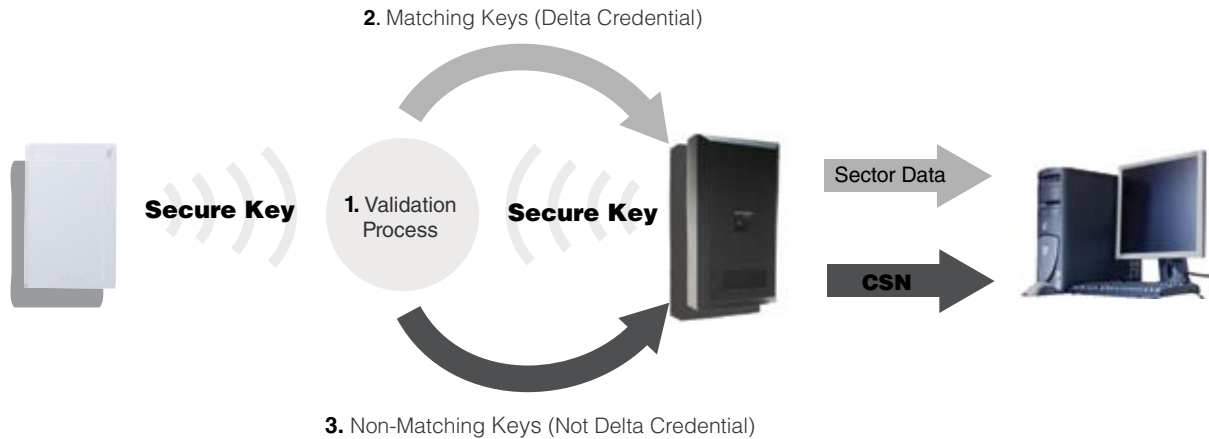 2. Matching Keys (Delta Credential)
Secure Key
1. Validation
Process
Secure Key
Sector Data
CSN
3. Non-Matching Keys (Not Delta Credential)